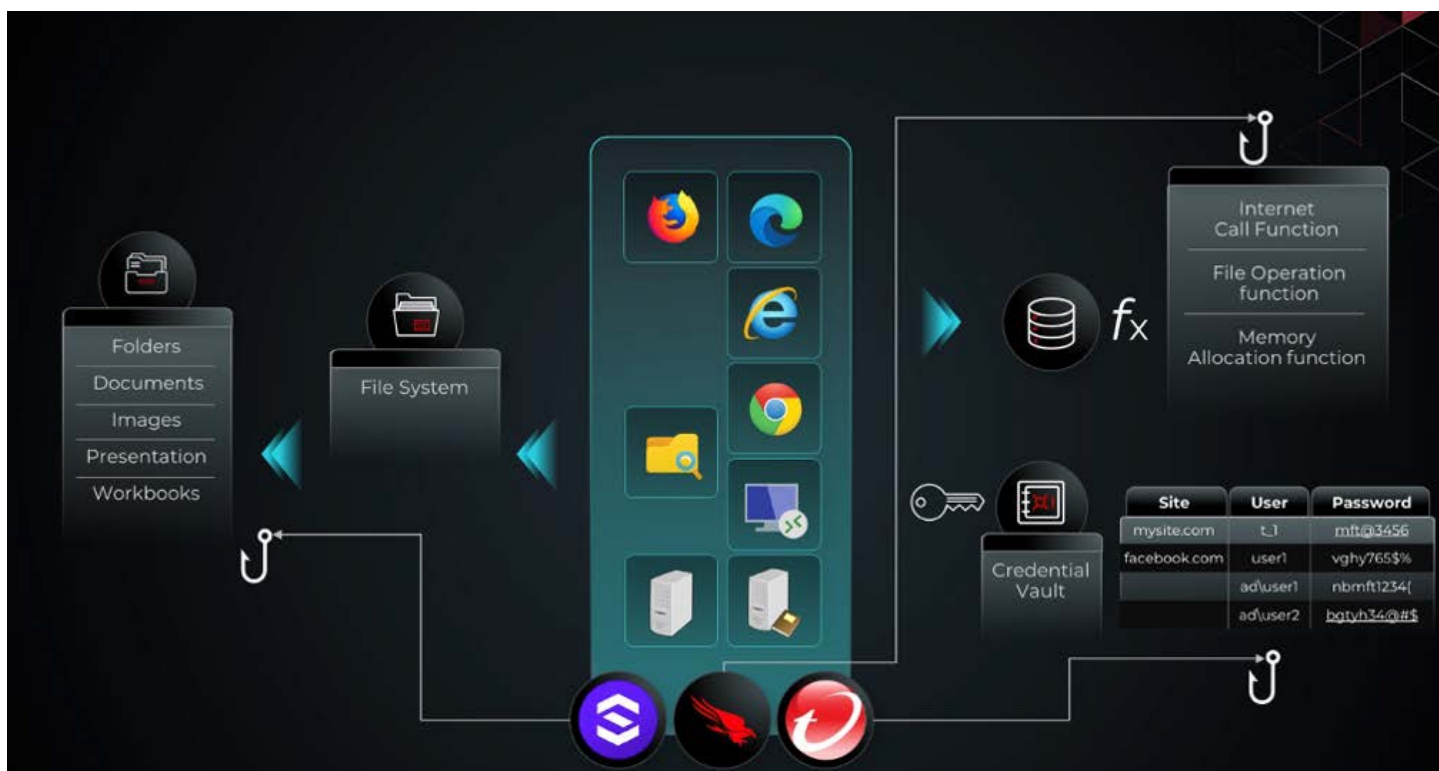 Folders
Documents
Images
Presentation
Workbooks
File System
fx
Internet
Call Function
File Operation
function
Memory
Allocation function
Credential
Vault
Site User Password
mysite.com t_1 mft@3456
facebook.com user1 vghy765$%
ad\user1 nbmft1234(
ad\user2 bgtyh34@#$